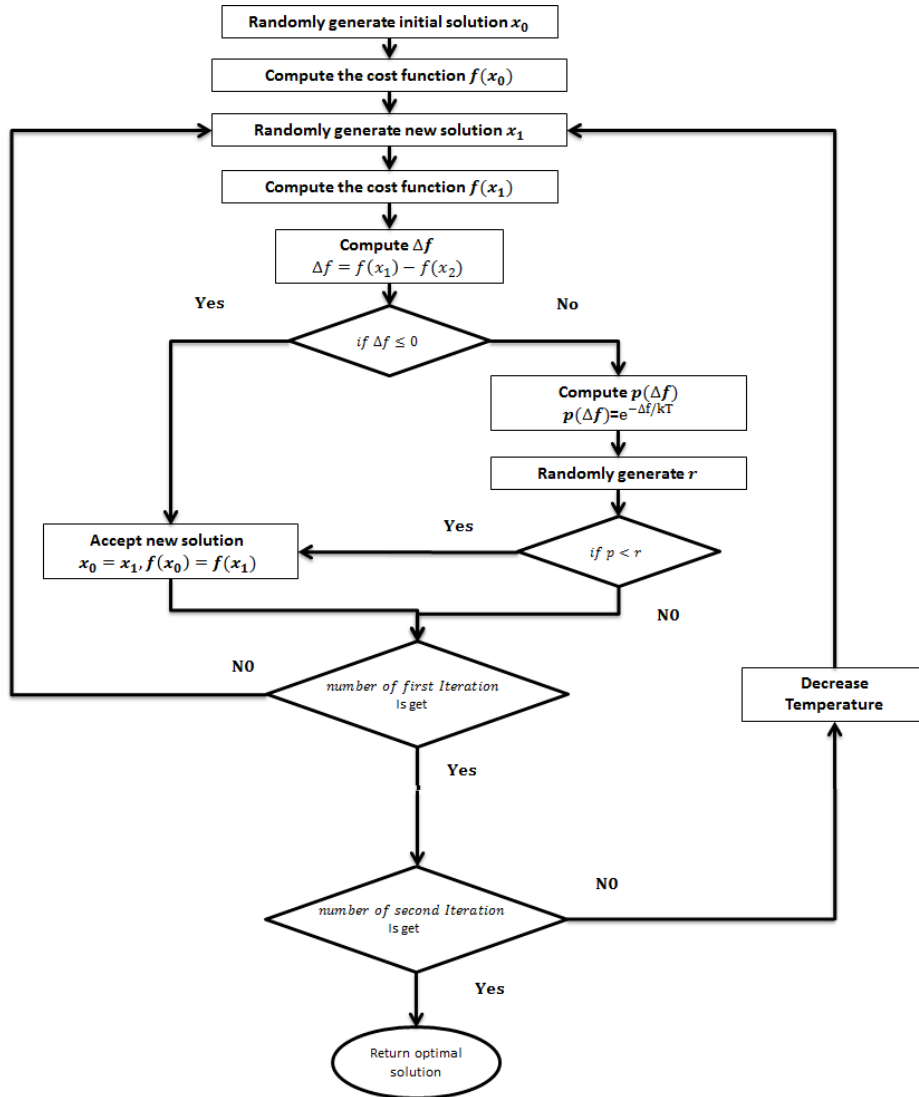 Randomly generate initial solution x₀
Compute the cost function f(x₀)
Randomly generate new solution x₁
Compute the cost function f(x₁)
Compute Δf
Δf = f(x₁) − f(x₂)
Yes
No
if Δf ≤ 0
Compute p(Δf)
p(Δf)=e^−Δf/kT
Randomly generate r
Yes
Accept new solution
x₀ = x₁, f(x₀) = f(x₁)
if p < r
N0
N0
number of first Iteration
Is get
Decrease
Temperature
Yes
N0
number of second Iteration
Is get
Yes
Return optimal
solution